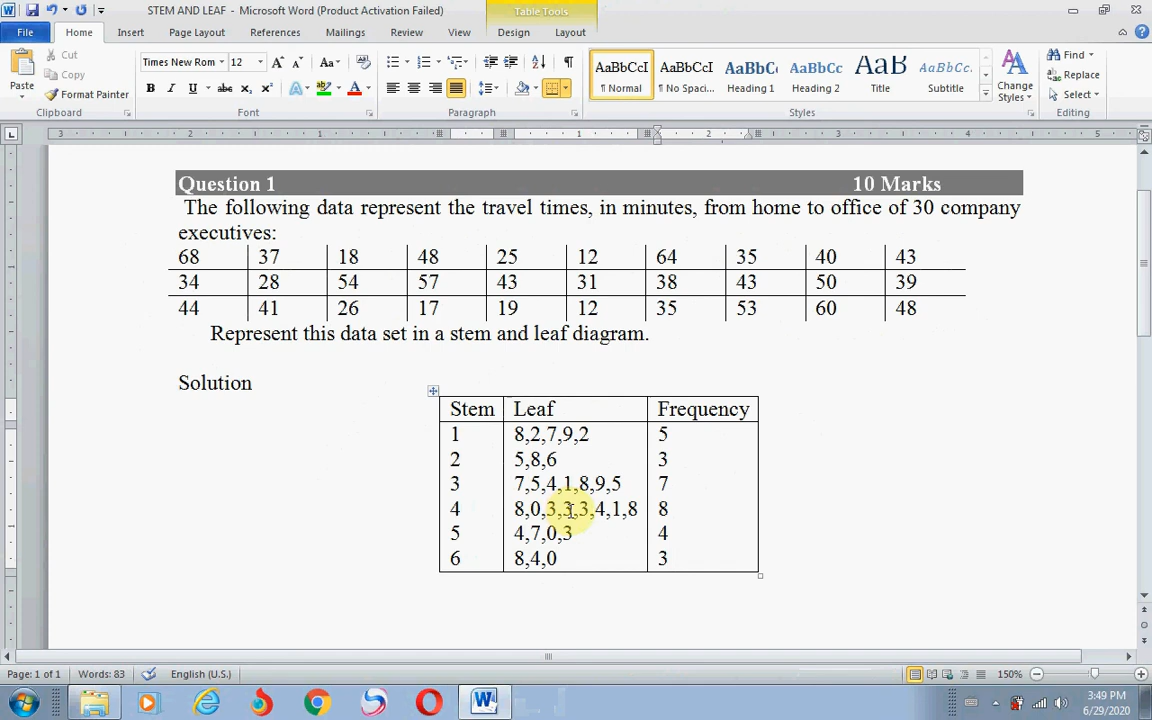 STEM AND LEAF - Microsoft Word (Product Activation Failed)
Table Tools
File Home Insert Page Layout References Mailings Review View Design Layout
Cut
Copy
Format Painter
Paste
Clipboard
Times New Rom 12
Font
Paragraph
AaBbCcI AaBbCcI AaBbC AaBbCc AaB AaBbCc.
¶ Normal ¶ No Spaci... Heading 1 Heading 2 Title Subtitle
Change Styles
Styles
Find
Replace
Select
Editing
Question 1 10 Marks
The following data represent the travel times, in minutes, from home to office of 30 company
executives:
68 37 18 48 25 12 64 35 40 43
34 28 54 57 43 31 38 43 50 39
44 41 26 17 19 12 35 53 60 48
Represent this data set in a stem and leaf diagram.
Solution
Stem Leaf Frequency
1 8,2,7,9,2 5
2 5,8,6 3
3 7,5,4,1,8,9,5 7
4 8,0,3,3,3,4,1,8 8
5 4,7,0,3 4
6 8,4,0 3
Page: 1 of 1 Words: 83 English (U.S.) 150%
3:49 PM
6/29/2020